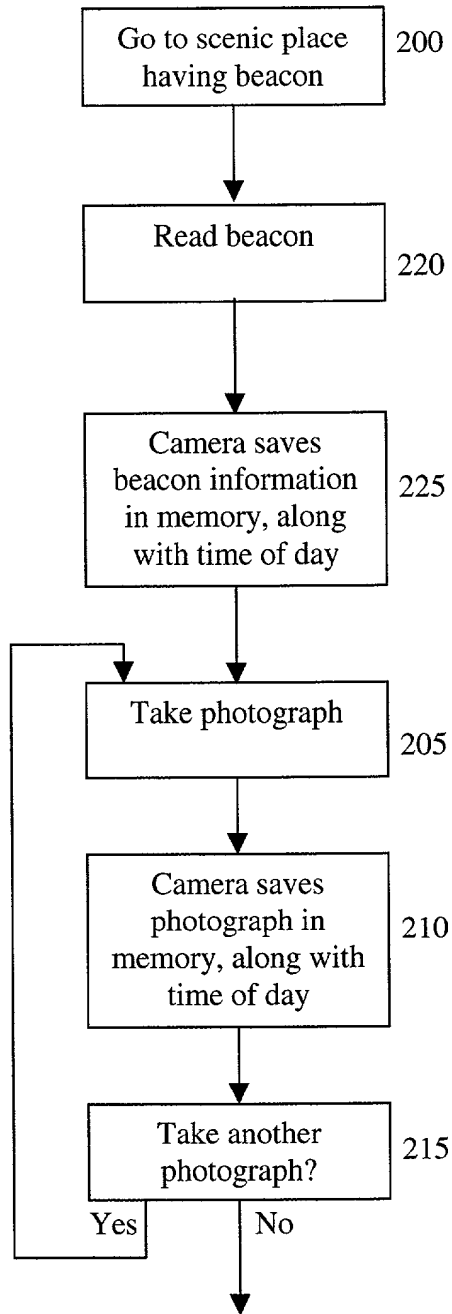 Go to scenic place
having beacon
200
Read beacon
220
Camera saves
beacon information
in memory, along
with time of day
225
Take photograph
205
Camera saves
photograph in
memory, along with
time of day
210
Take another
photograph?
215
Yes
No